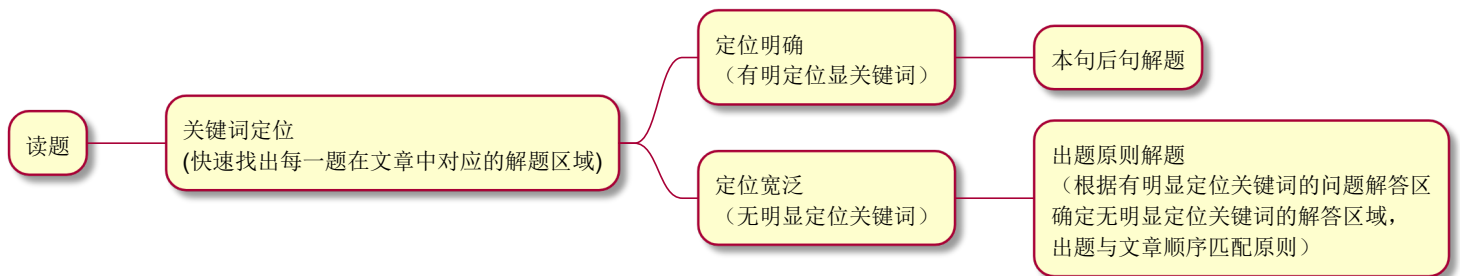 读题
关键词定位
(快速找出每一题在文章中对应的解题区域)
定位明确
（有明定位显关键词）
本句后句解题
定位宽泛
（无明显定位关键词）
出题原则解题
（根据有明显定位关键词的问题解答区
确定无明显定位关键词的解答区域，
出题与文章顺序匹配原则）